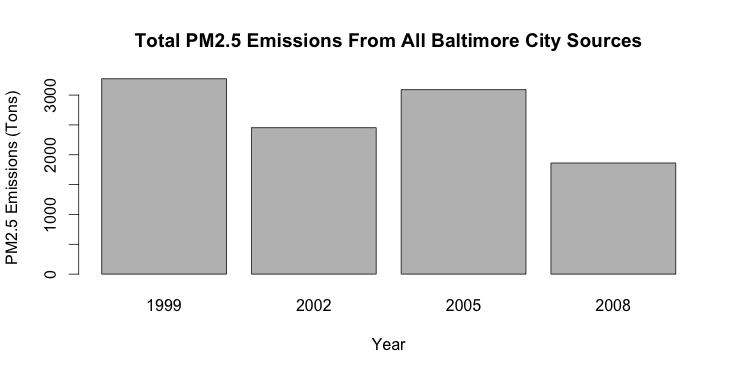 Total PM2.5 Emissions From All Baltimore City Sources
PM2.5 Emissions (Tons)
3000
2000
1000
0
1999 2002 2005 2008
Year